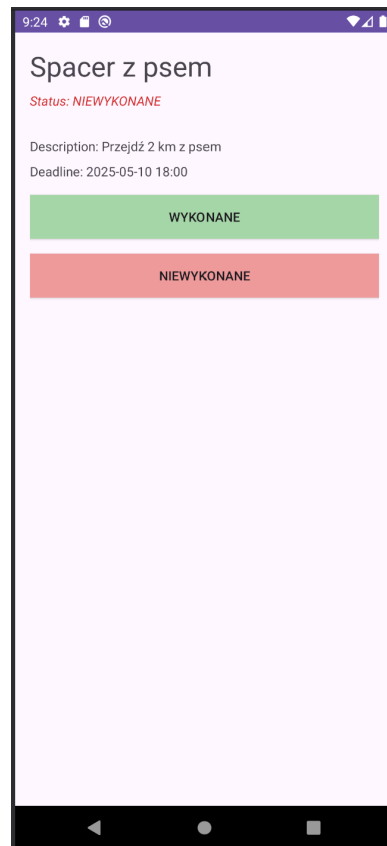 9:24
Spacer z psem
Status: NIEWYKONANE
Description: Przejdź 2 km z psem
Deadline: 2025-05-10 18:00
WYKONANE
NIEWYKONANE